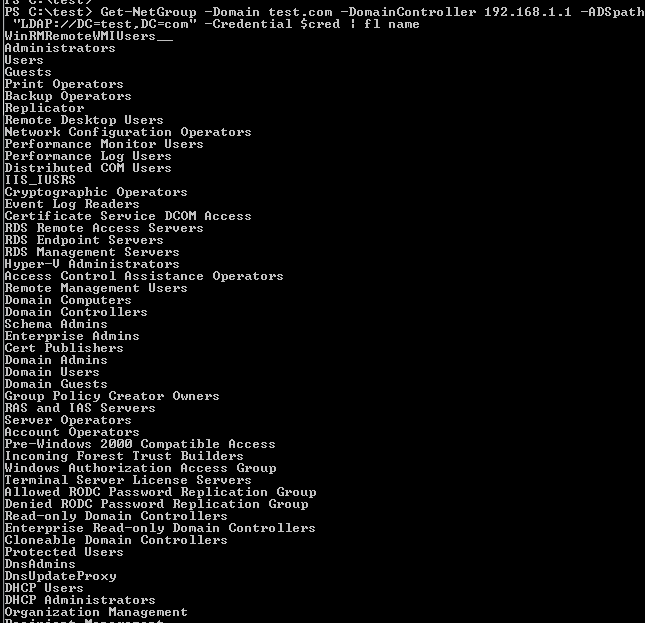 PS C:\test>
PS C:\test> Get-NetGroup -Domain test.com -DomainController 192.168.1.1 -ADSpath
"LDAP://DC=test,DC=com" -Credential $cred | fl name
WinRMRemoteWMIUsers__
Administrators
Users
Guests
Print Operators
Backup Operators
Replicator
Remote Desktop Users
Network Configuration Operators
Performance Monitor Users
Performance Log Users
Distributed COM Users
IIS_IUSRS
Cryptographic Operators
Event Log Readers
Certificate Service DCOM Access
RDS Remote Access Servers
RDS Endpoint Servers
RDS Management Servers
Hyper-V Administrators
Access Control Assistance Operators
Remote Management Users
Domain Computers
Domain Controllers
Schema Admins
Enterprise Admins
Cert Publishers
Domain Admins
Domain Users
Domain Guests
Group Policy Creator Owners
RAS and IAS Servers
Server Operators
Account Operators
Pre-Windows 2000 Compatible Access
Incoming Forest Trust Builders
Windows Authorization Access Group
Terminal Server License Servers
Allowed RODC Password Replication Group
Denied RODC Password Replication Group
Read-only Domain Controllers
Enterprise Read-only Domain Controllers
Cloneable Domain Controllers
Protected Users
DnsAdmins
DnsUpdateProxy
DHCP Users
DHCP Administrators
Organization Management
Recipient Management